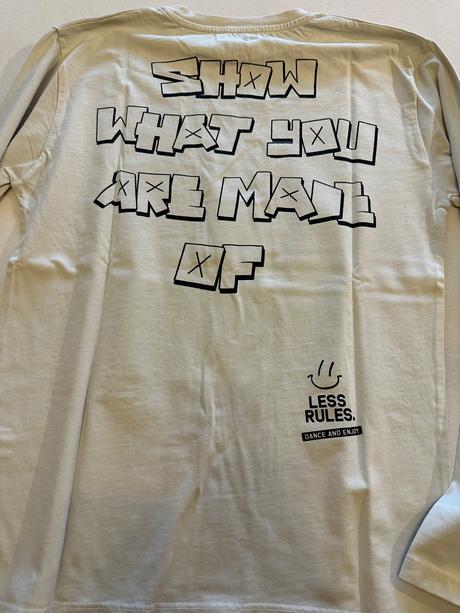 SHOW
WHAT YOU
ARE MADE
OF
LESS
RULES.
DANCE AND ENJOY